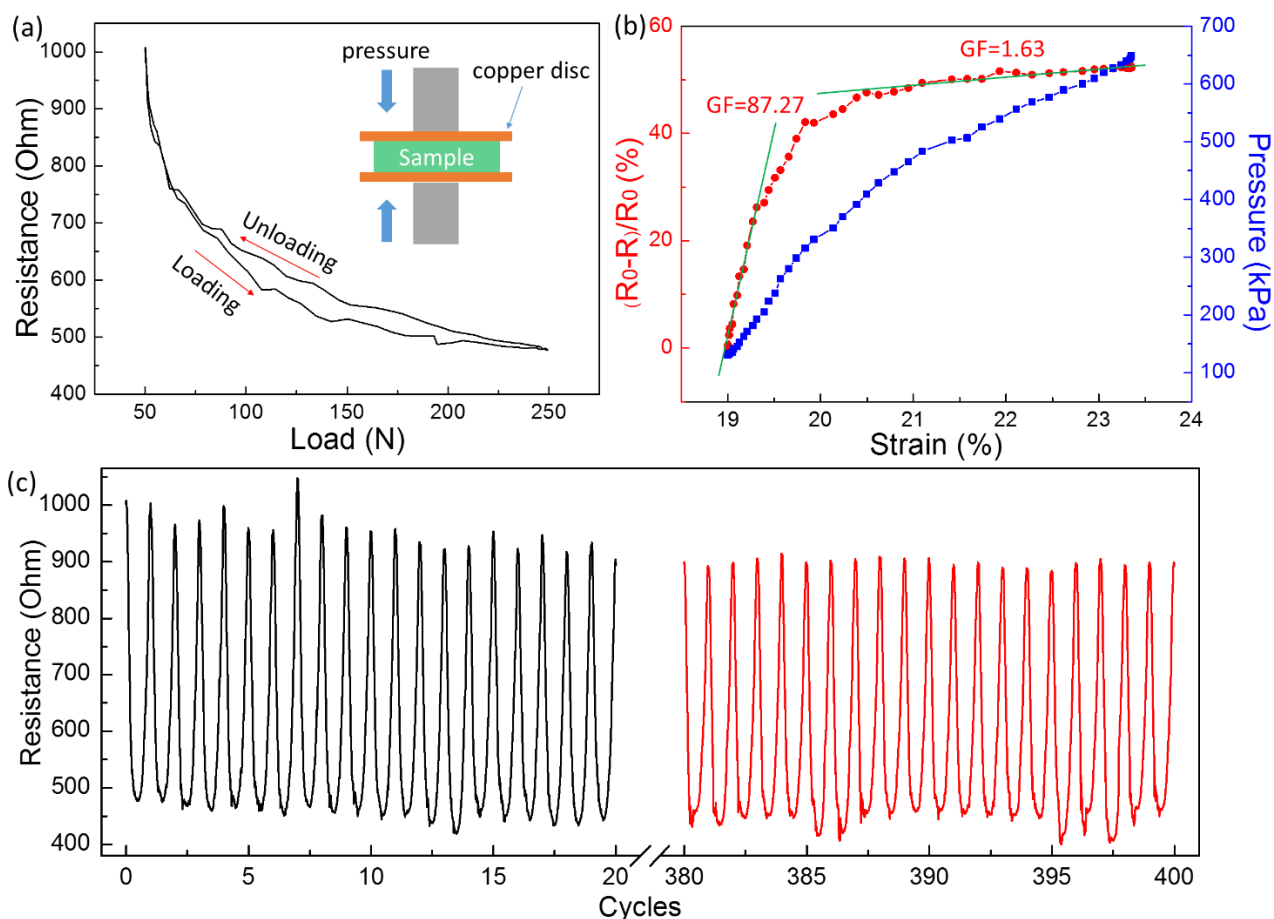 (a)
1000
900
800
700
600
500
400
Resistance (Ohm)
50
100
150
200
250
Load (N)
pressure
copper disc
Sample
Unloading
Loading
(b)
60
40
20
0
(R0-R)/R0 (%)
GF=1.63
GF=87.27
700
600
500
400
300
200
100
Pressure (kPa)
19
20
21
22
23
24
Strain (%)
(c)
1000
900
800
700
600
500
400
Resistance (Ohm)
0
5
10
15
20
380
385
390
395
400
Cycles